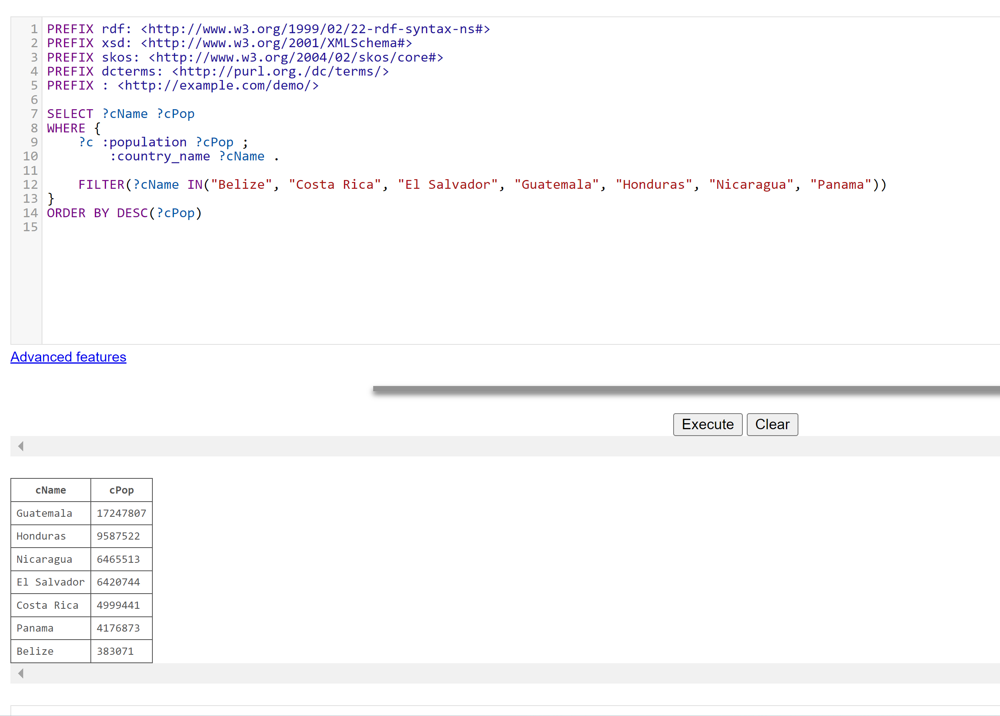 1 PREFIX rdf: <http://www.w3.org/1999/02/22-rdf-syntax-ns#>
2 PREFIX xsd: <http://www.w3.org/2001/XMLSchema#>
3 PREFIX skos: <http://www.w3.org/2004/02/skos/core#>
4 PREFIX dcterms: <http://purl.org./dc/terms/>
5 PREFIX : <http://example.com/demo/>
6
7 SELECT ?cName ?cPop
8 WHERE {
9 ?c :population ?cPop ;
10 :country_name ?cName .
11
12 FILTER(?cName IN("Belize", "Costa Rica", "El Salvador", "Guatemala", "Honduras", "Nicaragua", "Panama"))
13 }
14 ORDER BY DESC(?cPop)
15
Advanced features
Execute Clear
cName cPop
Guatemala 17247807
Honduras 9587522
Nicaragua 6465513
El Salvador 6420744
Costa Rica 4999441
Panama 4176873
Belize 383071